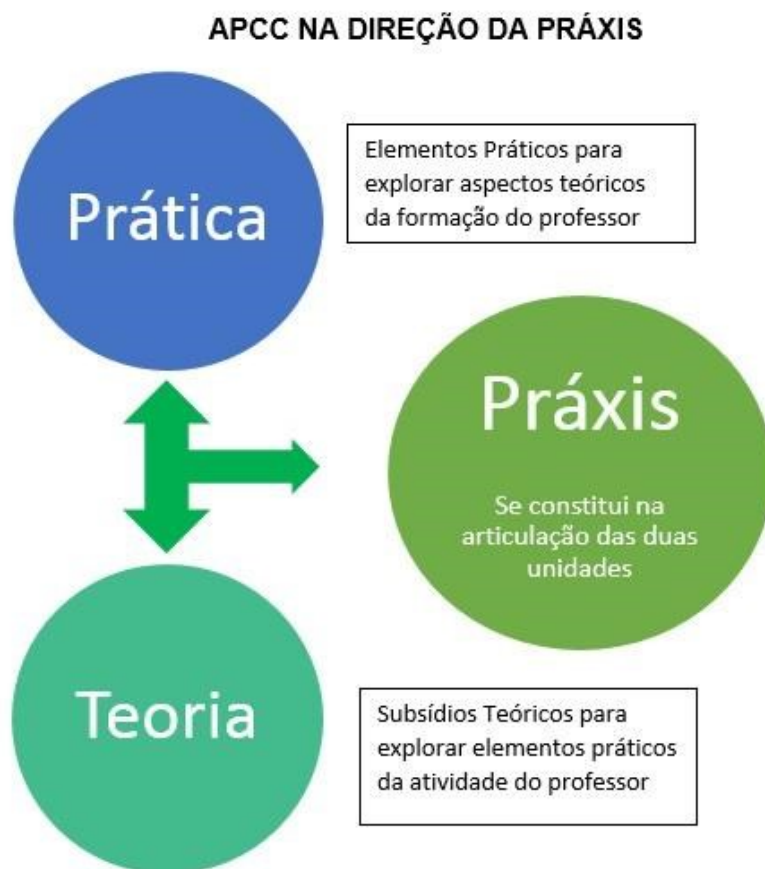 APCC NA DIREÇÃO DA PRÁXIS
Prática
Elementos Práticos para
explorar aspectos teóricos
da formação do professor
Práxis
Se constitui na
articulação das duas
unidades
Teoria
Subsídios Teóricos para
explorar elementos práticos
da atividade do professor